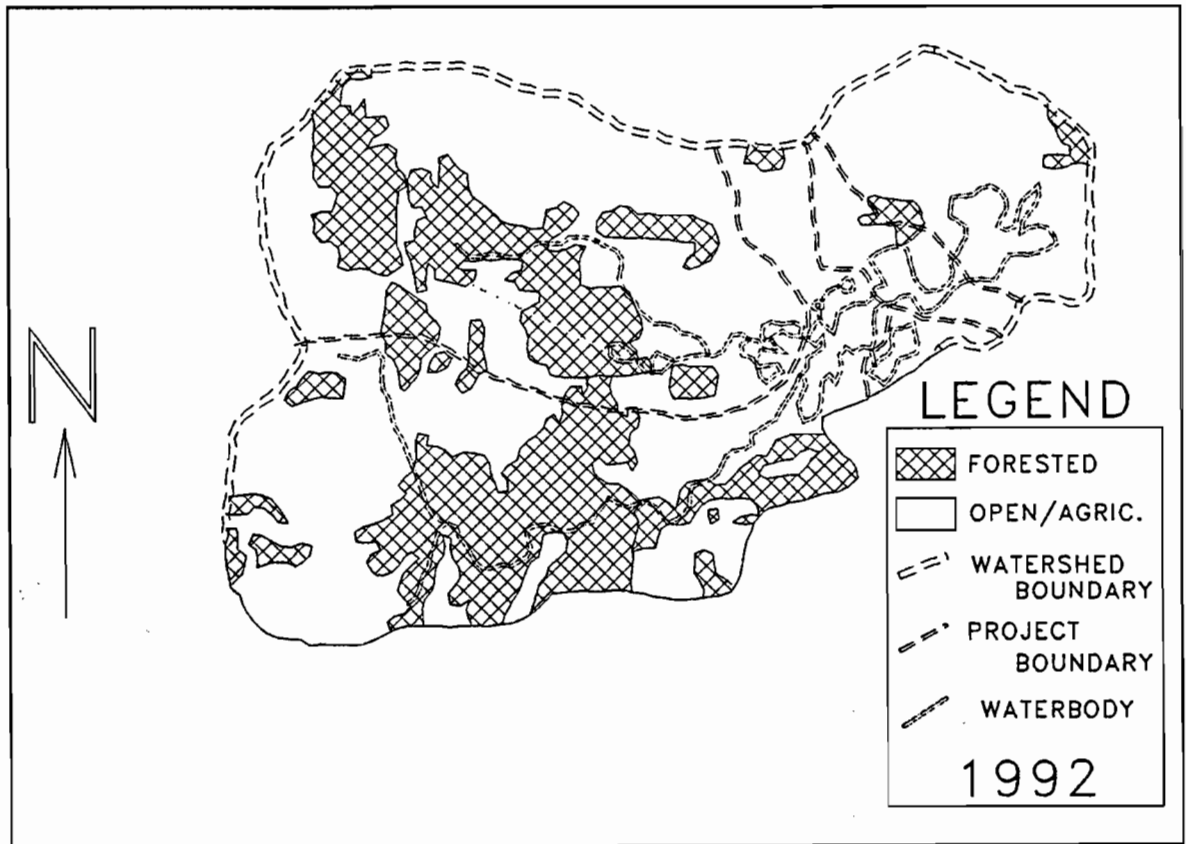 N
LEGEND
FORESTED
OPEN/AGRIC.
WATERSHED
BOUNDARY
PROJECT
BOUNDARY
WATERBODY
1992